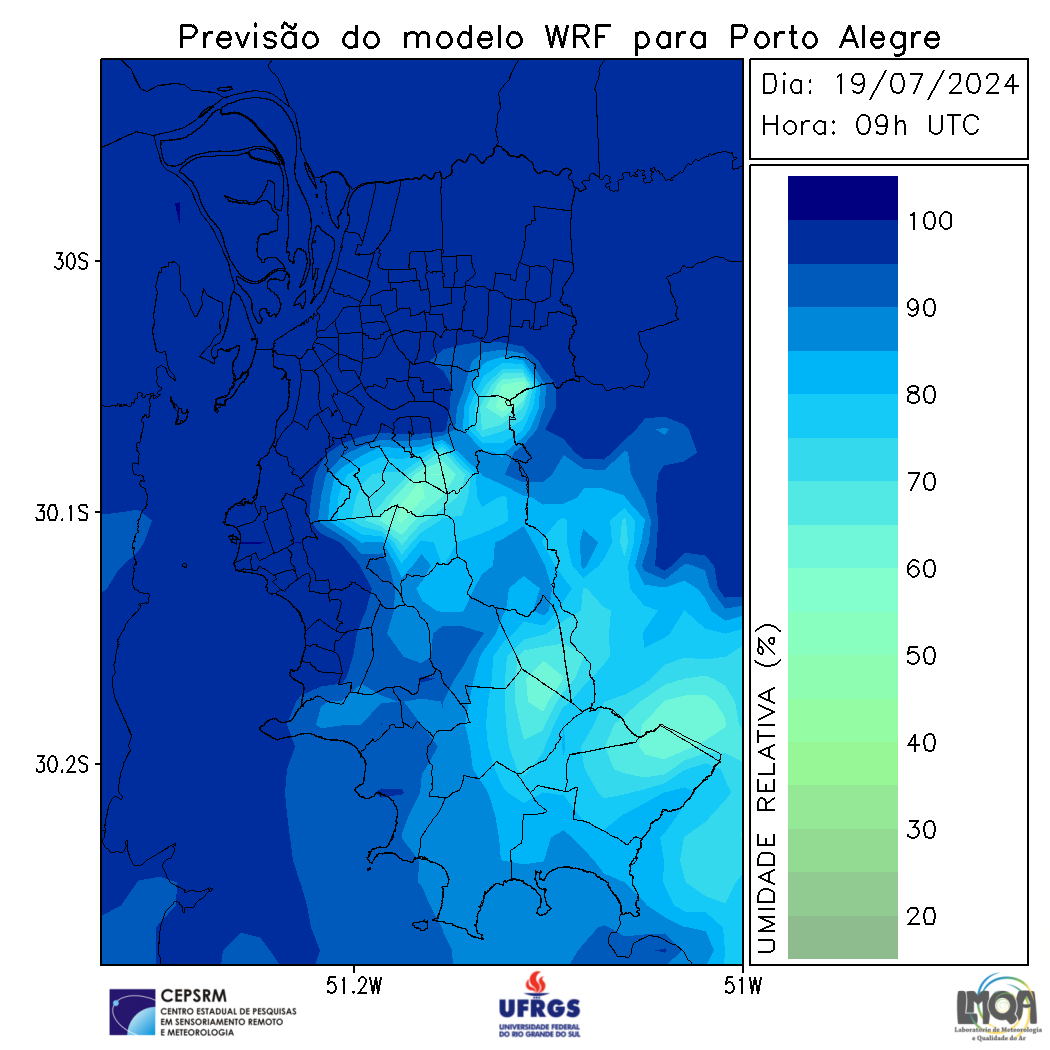 Previsão do modelo WRF para Porto Alegre
Dia: 19/07/2024
Hora: 09h UTC
30S
30.1S
30.2S
51.2W
51W
100
90
80
70
60
50
40
30
20
UMIDADE RELATIVA (%)
CEPSRM
CENTRO ESTADUAL DE PESQUISAS
EM SENSORIAMENTO REMOTO
E METEOROLOGIA
UFRGS
UNIVERSIDADE FEDERAL
DO RIO GRANDE DO SUL
LMQA
Laboratório de Meteorologia
e Qualidade do Ar